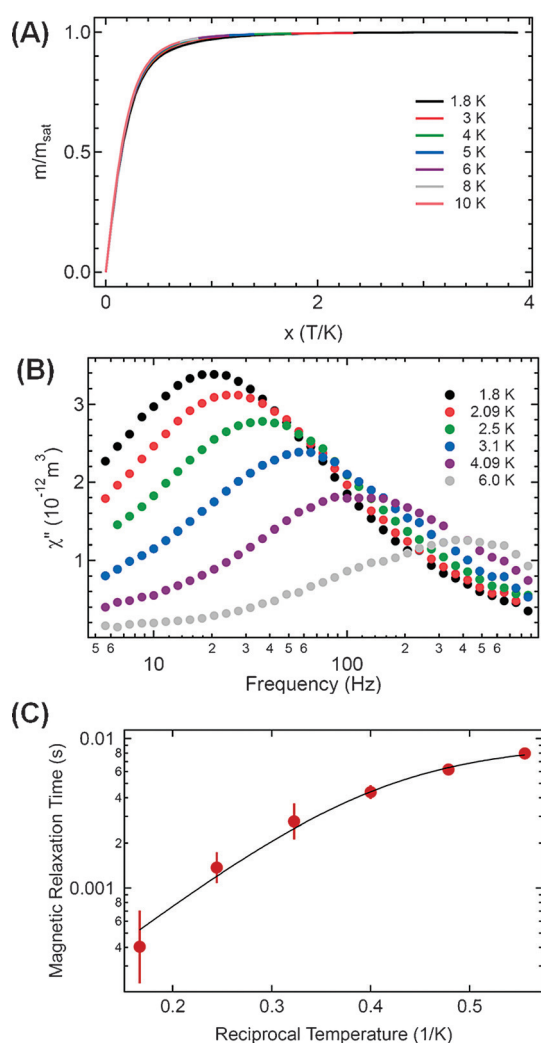 (A)
m/m_sat
1.0
0.5
0.0
1.8 K
3 K
4 K
5 K
6 K
8 K
10 K
0 2 4
x (T/K)
(B)
χ'' (10⁻¹² m³)
3
2
1
1.8 K
2.09 K
2.5 K
3.1 K
4.09 K
6.0 K
5 6 10 2 3 4 5 6 100 2 3 4 5 6
Frequency (Hz)
(C)
Magnetic Relaxation Time (s)
0.01
8
6
4
2
0.001
8
6
4
0.2 0.3 0.4 0.5
Reciprocal Temperature (1/K)